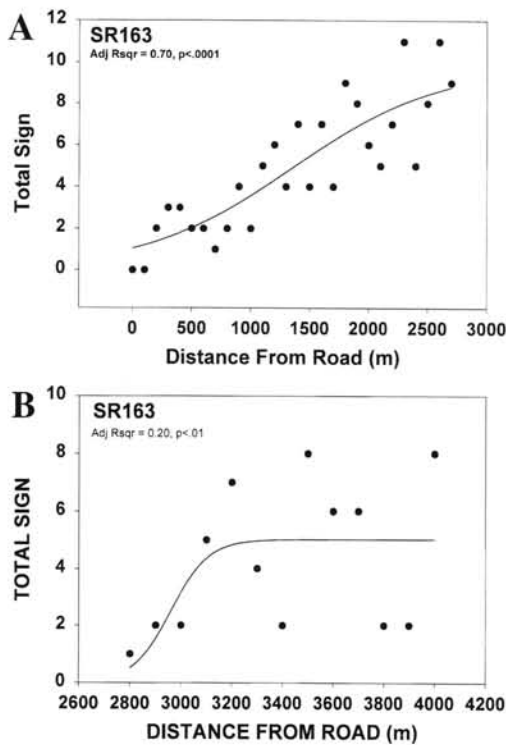 A
SR163
Adj Rsqr = 0.70, p<.0001
Total Sign
12
10
8
6
4
2
0
0 500 1000 1500 2000 2500 3000
Distance From Road (m)
B
SR163
Adj Rsqr = 0.20, p<.01
TOTAL SIGN
10
8
6
4
2
0
2600 2800 3000 3200 3400 3600 3800 4000 4200
DISTANCE FROM ROAD (m)